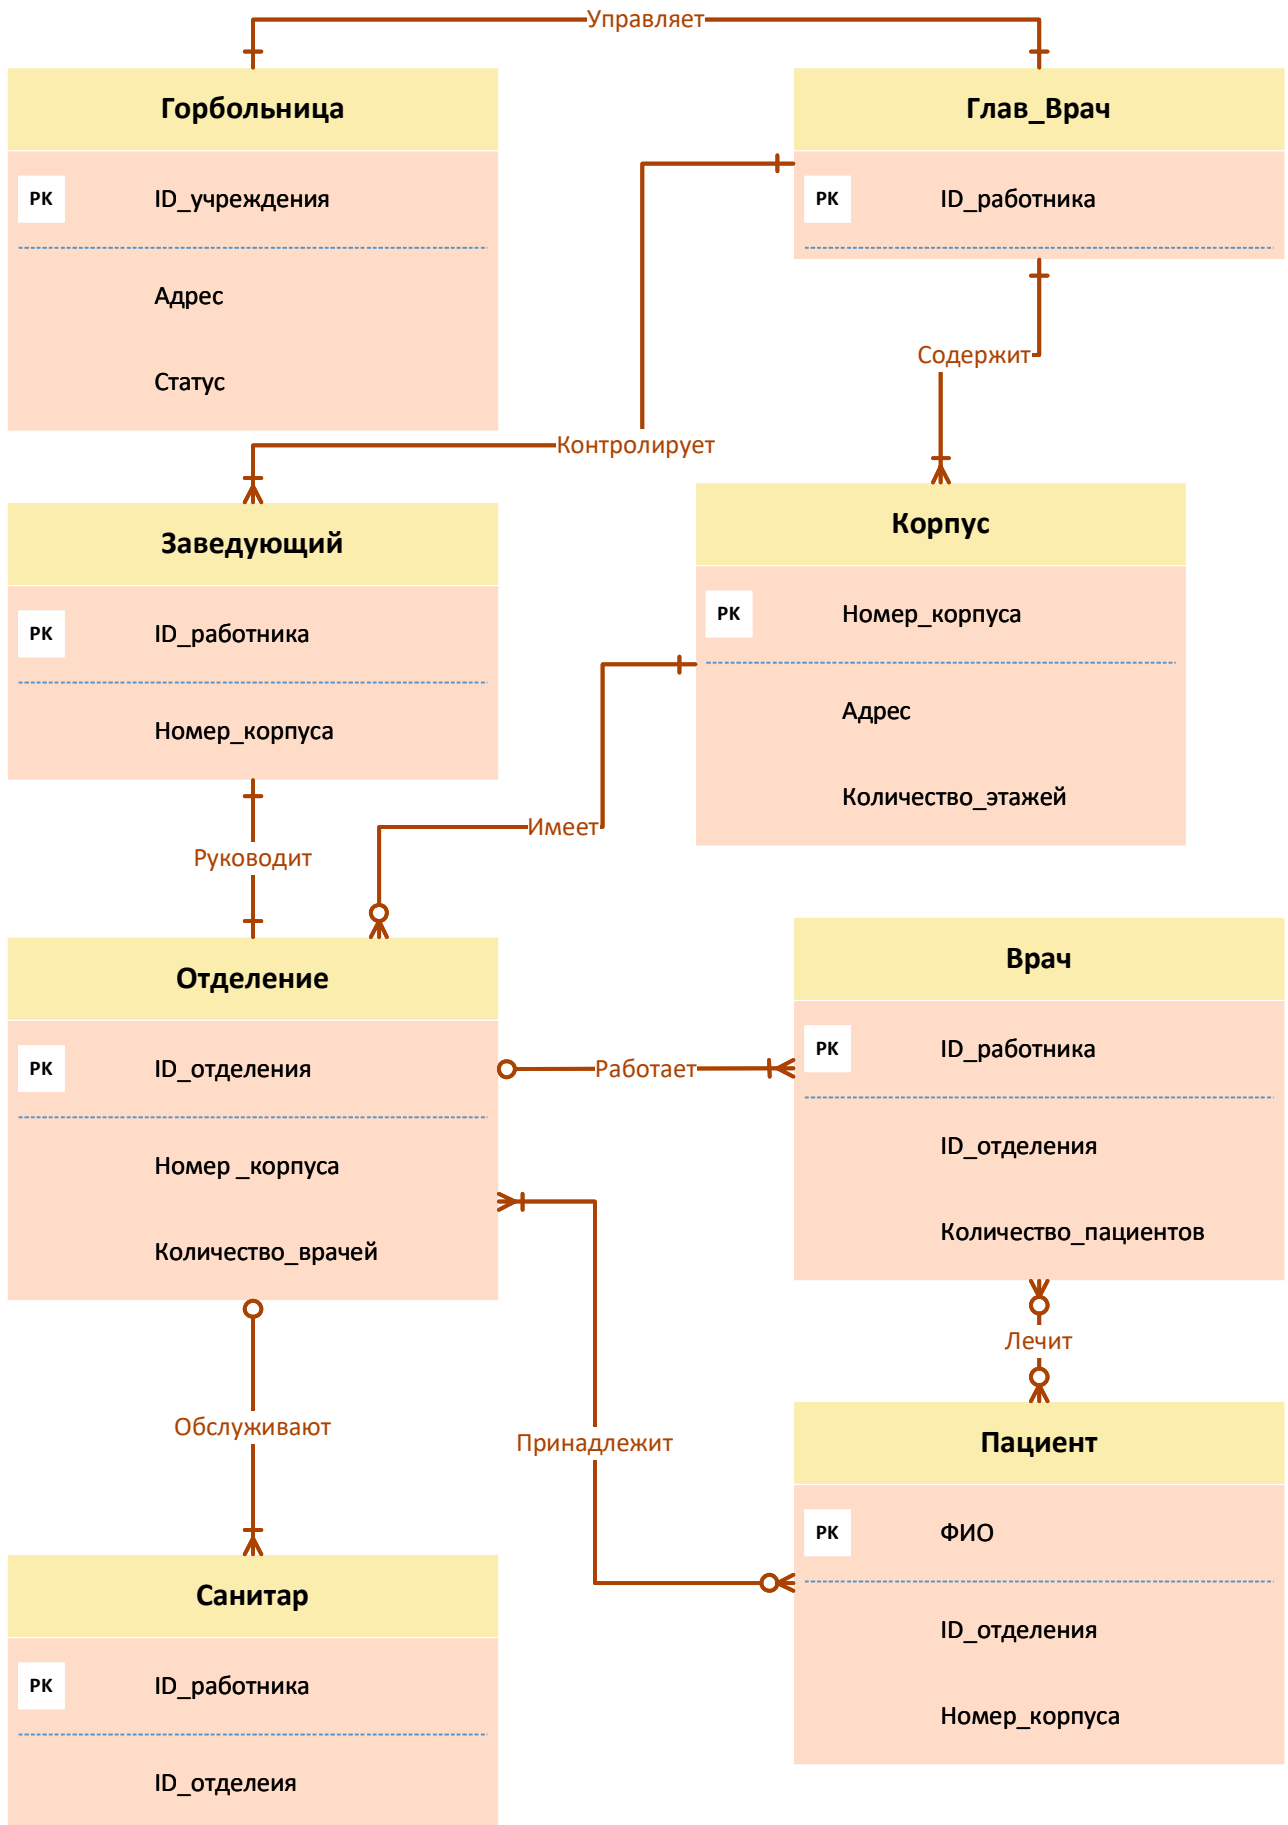 Управляет
Горбольница
PK ID_учреждения
Адрес
Статус
Глав_Врач
PK ID_работника
Содержит
Контролирует
Заведующий
PK ID_работника
Номер_корпуса
Корпус
PK Номер_корпуса
Адрес
Количество_этажей
Имеет
Руководит
Отделение
PK ID_отделения
Номер _корпуса
Количество_врачей
Работает
Врач
PK ID_работника
ID_отделения
Количество_пациентов
Лечит
Обслуживают
Принадлежит
Пациент
PK ФИО
ID_отделения
Номер_корпуса
Санитар
PK ID_работника
ID_отделеия